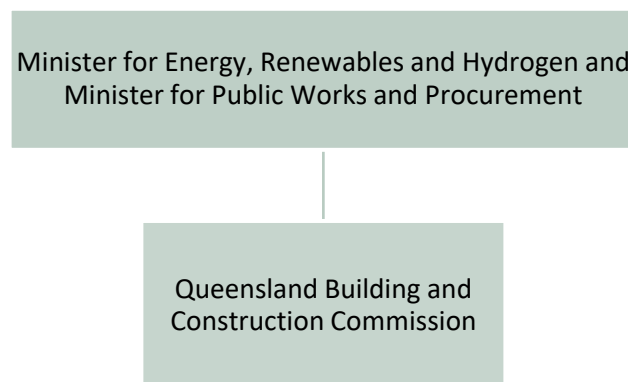 Minister for Energy, Renewables and Hydrogen and
Minister for Public Works and Procurement
Queensland Building and
Construction Commission